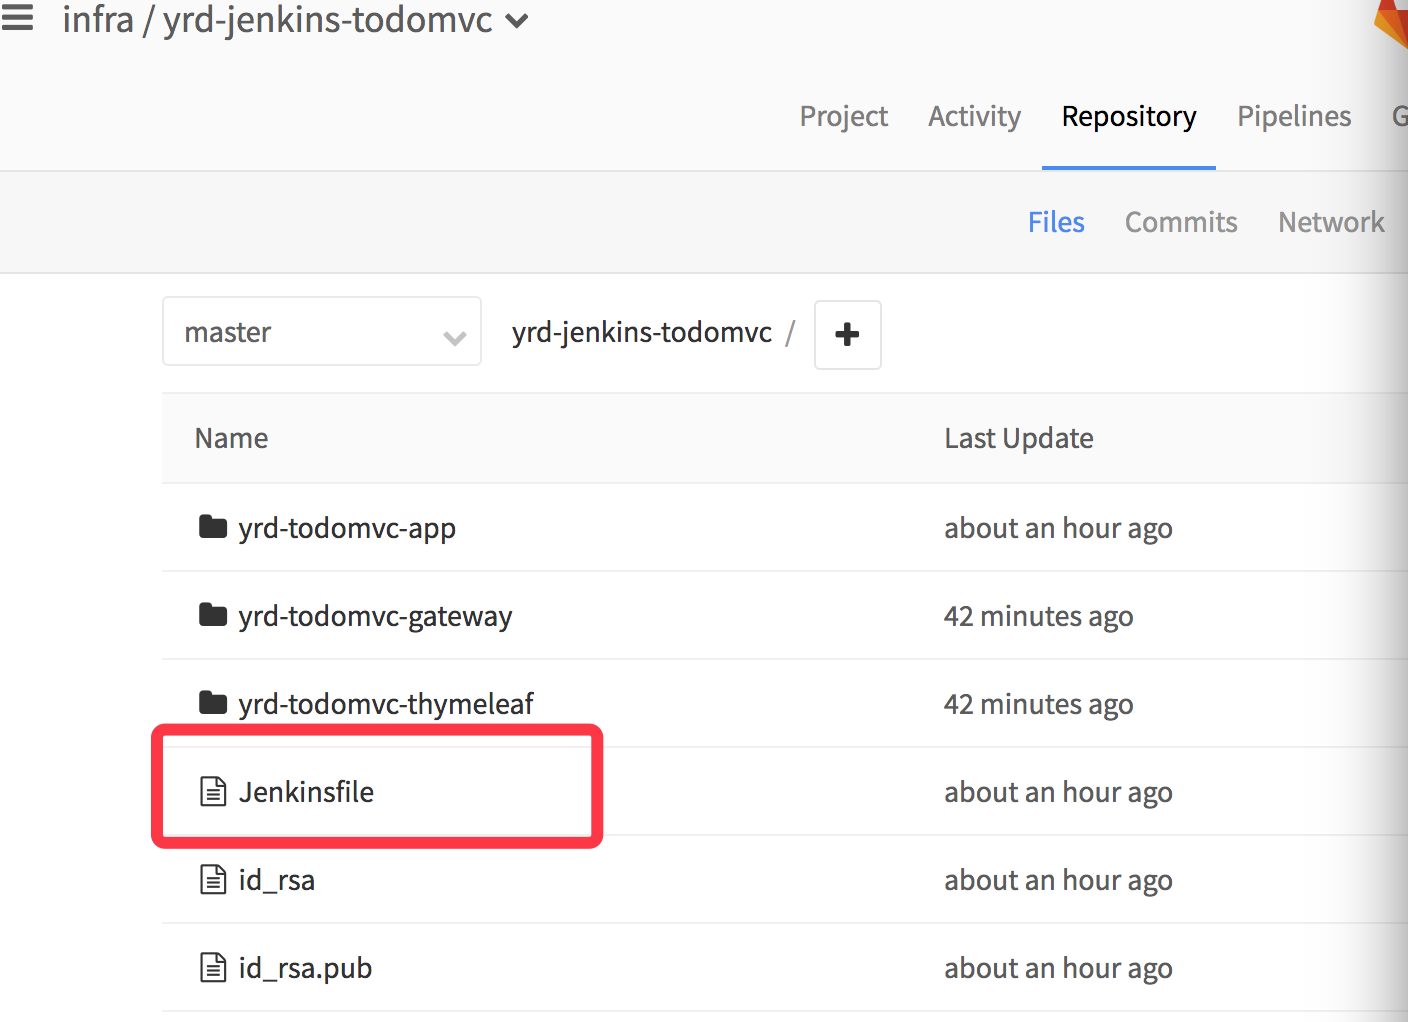 infra / yrd-jenkins-todomvc
Project Activity Repository Pipelines G
Files Commits Network
master yrd-jenkins-todomvc / +
Name Last Update
yrd-todomvc-app about an hour ago
yrd-todomvc-gateway 42 minutes ago
yrd-todomvc-thymeleaf 42 minutes ago
Jenkinsfile about an hour ago
id_rsa about an hour ago
id_rsa.pub about an hour ago